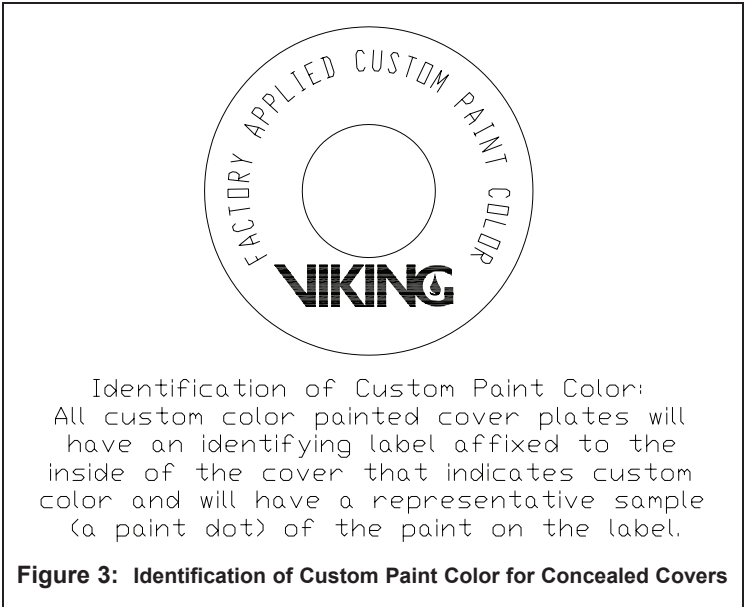 FACTORY APPLIED CUSTOM PAINT COLOR
VIKING
Identification of Custom Paint Color:
All custom color painted cover plates will
have an identifying label affixed to the
inside of the cover that indicates custom
color and will have a representative sample
(a paint dot) of the paint on the label.
Figure 3: Identification of Custom Paint Color for Concealed Covers